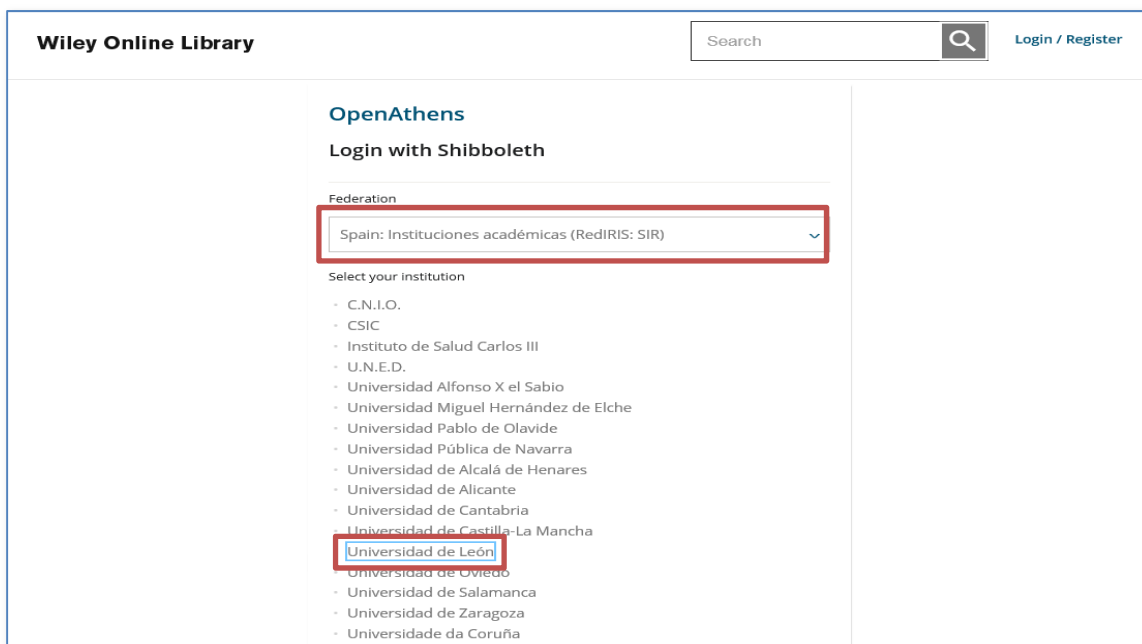 Wiley Online Library
Search
Login / Register
OpenAthens
Login with Shibboleth
Federation
Spain: Instituciones académicas (RedIRIS: SIR)
Select your institution
- C.N.I.O.
- CSIC
- Instituto de Salud Carlos III
- U.N.E.D.
- Universidad Alfonso X el Sabio
- Universidad Miguel Hernández de Elche
- Universidad Pablo de Olavide
- Universidad Pública de Navarra
- Universidad de Alcalá de Henares
- Universidad de Alicante
- Universidad de Cantabria
- Universidad de Castilla-La Mancha
Universidad de León
- Universidad de Oviedo
- Universidad de Salamanca
- Universidad de Zaragoza
- Universidade da Coruña